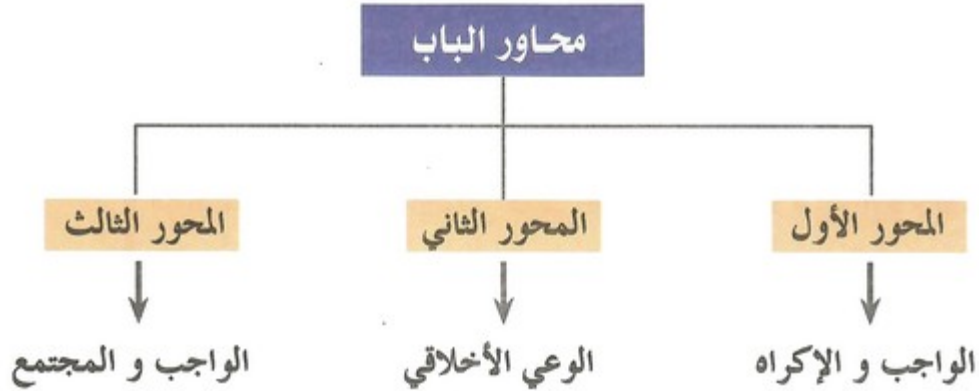 محاور الباب
المحور الأول
المحور الثاني
المحور الثالث
الواجب و الإكراه
الوعي الأخلاقي
الواجب و المجتمع